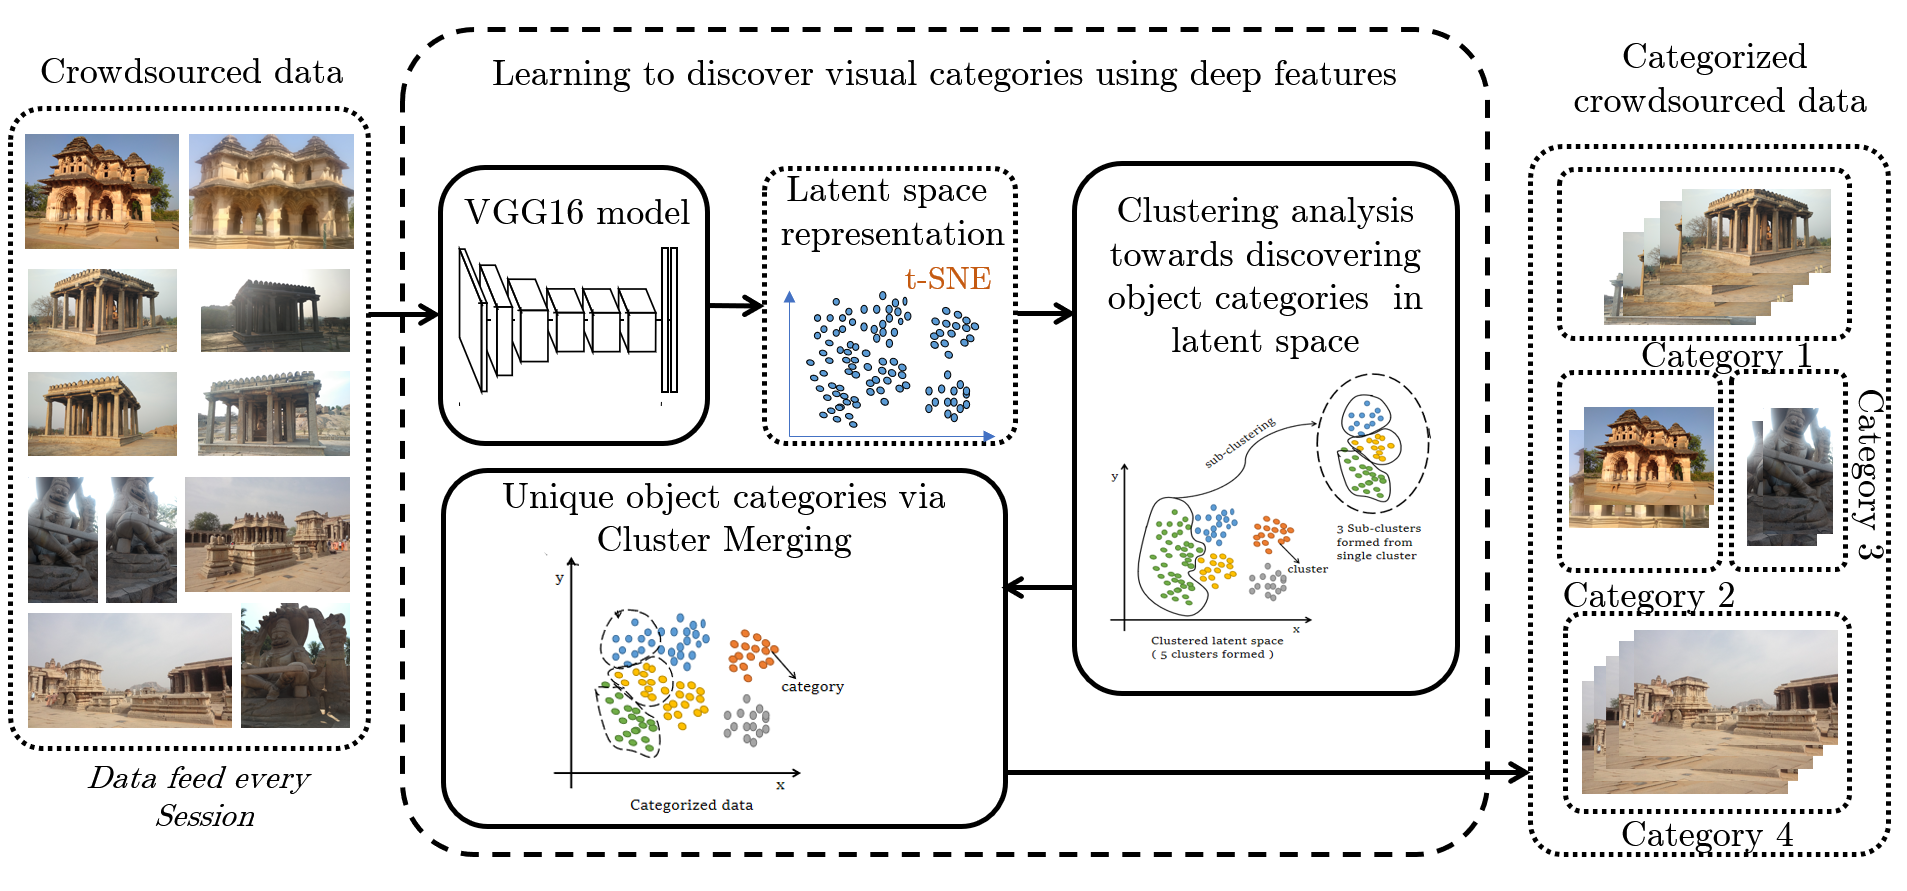 Crowdsourced data
Data feed every
Session
Learning to discover visual categories using deep features
VGG16 model
Latent space
representation
t-SNE
Clustering analysis
towards discovering
object categories in
latent space
sub-clustering
y
x
cluster
3 Sub-clusters
formed from
single cluster
Clustered latent space
( 5 clusters formed )
Unique object categories via
Cluster Merging
y
x
category
Categorized data
Categorized
crowdsourced data
Category 1
Category 2
Category 3
Category 4